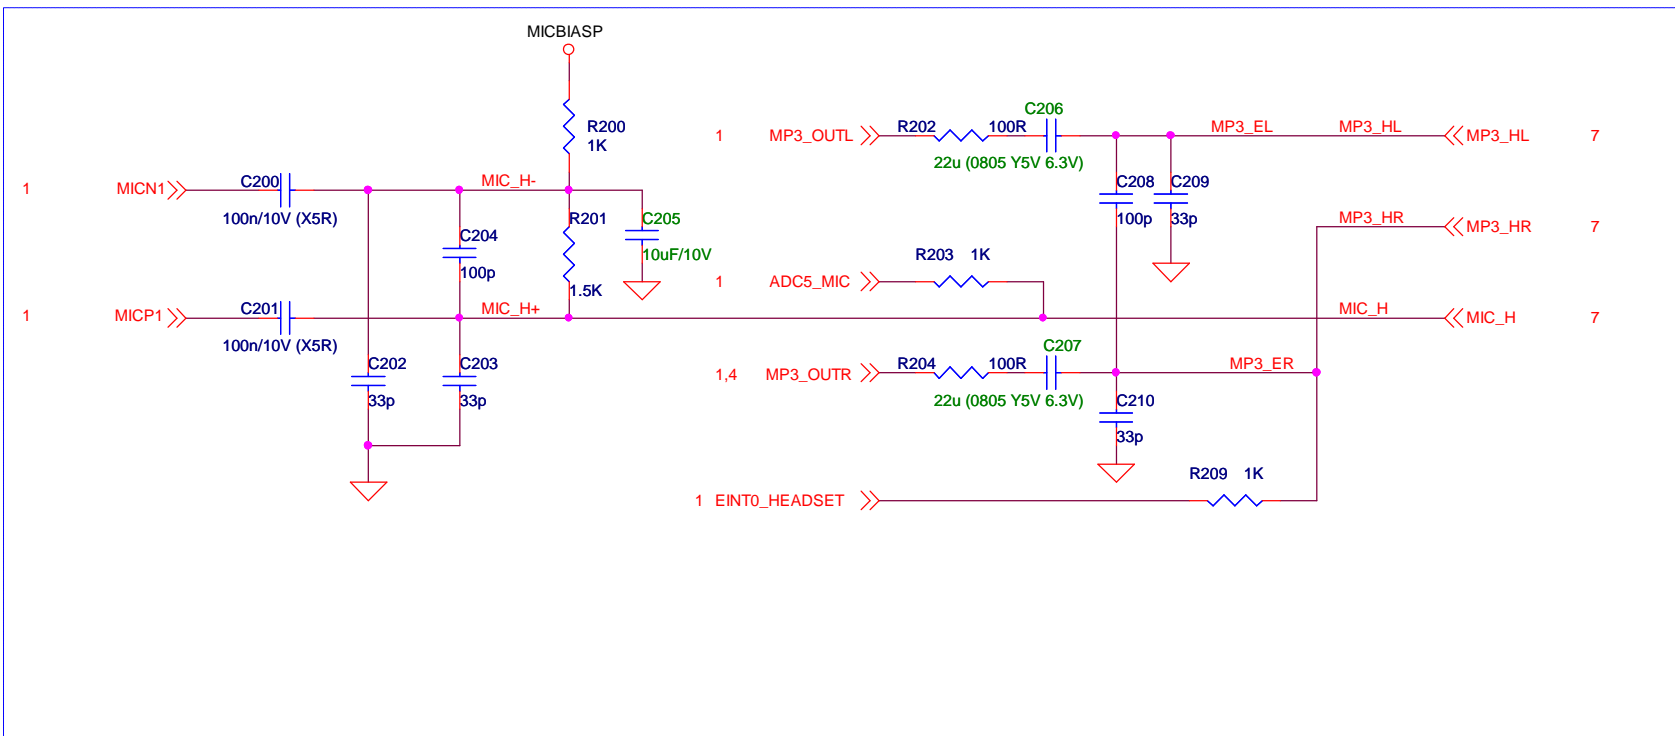 MICBIASP
R200
1K
1 MICN1 C200 MIC_H-
100n/10V (X5R)
R201
1.5K
C205
10uF/10V
C204
100p
1 MICP1 C201 MIC_H+
100n/10V (X5R)
C202
33p
C203
33p
1 MP3_OUTL R202 100R C206 MP3_EL MP3_HL MP3_HL 7
22u (0805 Y5V 6.3V)
C208
100p
C209
33p
MP3_HR MP3_HR 7
1 ADC5_MIC R203 1K
MIC_H MIC_H 7
1,4 MP3_OUTR R204 100R C207 MP3_ER
22u (0805 Y5V 6.3V)
C210
33p
1 EINT0_HEADSET R209 1K